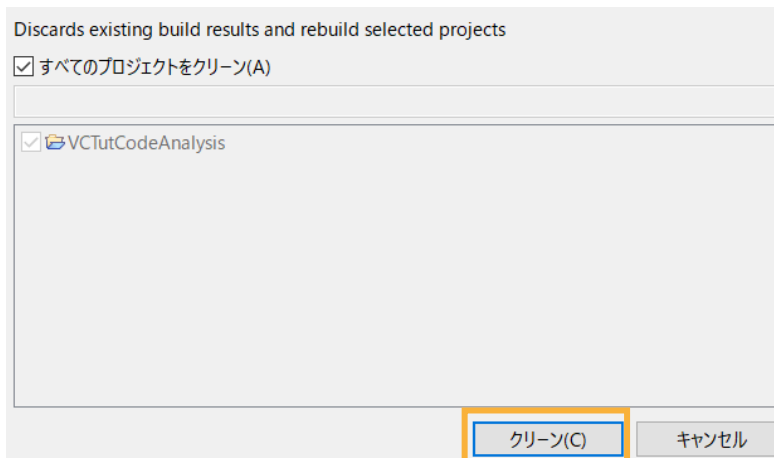 Discards existing build results and rebuild selected projects
すべてのプロジェクトをクリーン(A)
VCTutCodeAnalysis
クリーン(C)
キャンセル